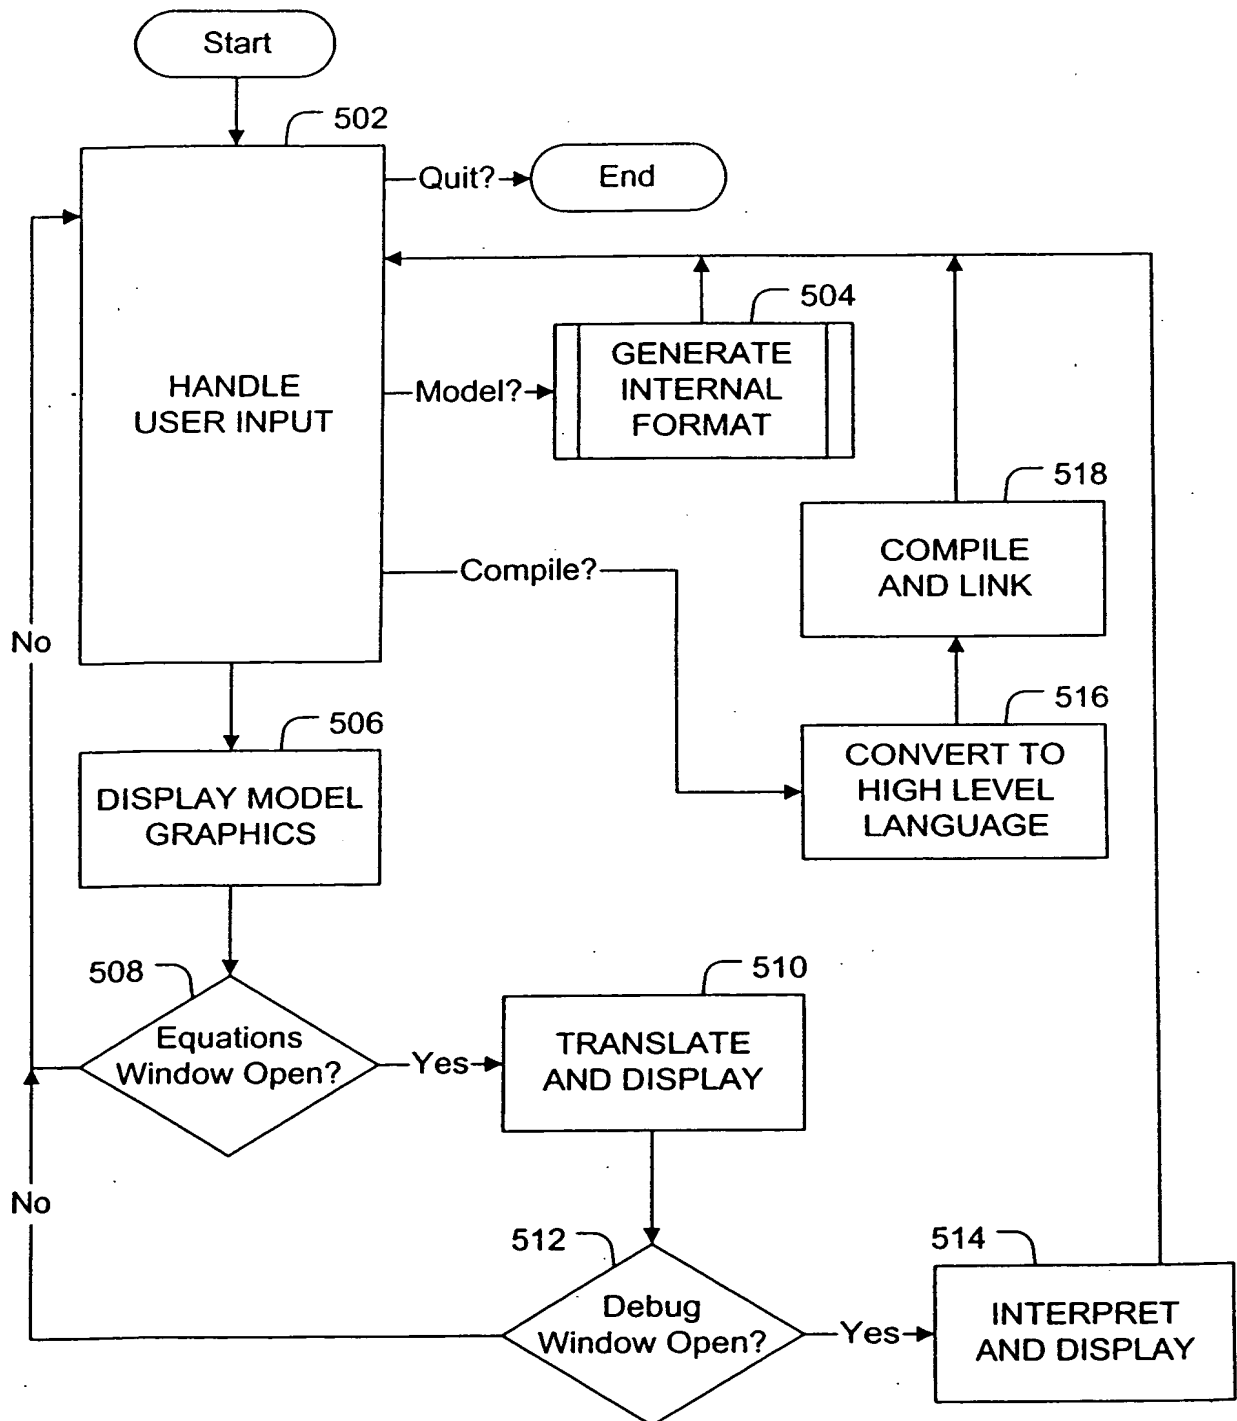 Start
502
Quit?
End
504
GENERATE
INTERNAL
FORMAT
HANDLE
USER INPUT
Model?
518
COMPILE
AND LINK
Compile?
No
516
CONVERT TO
HIGH LEVEL
LANGUAGE
506
DISPLAY MODEL
GRAPHICS
508
Equations
Window Open?
Yes
510
TRANSLATE
AND DISPLAY
No
512
Debug
Window Open?
Yes
514
INTERPRET
AND DISPLAY